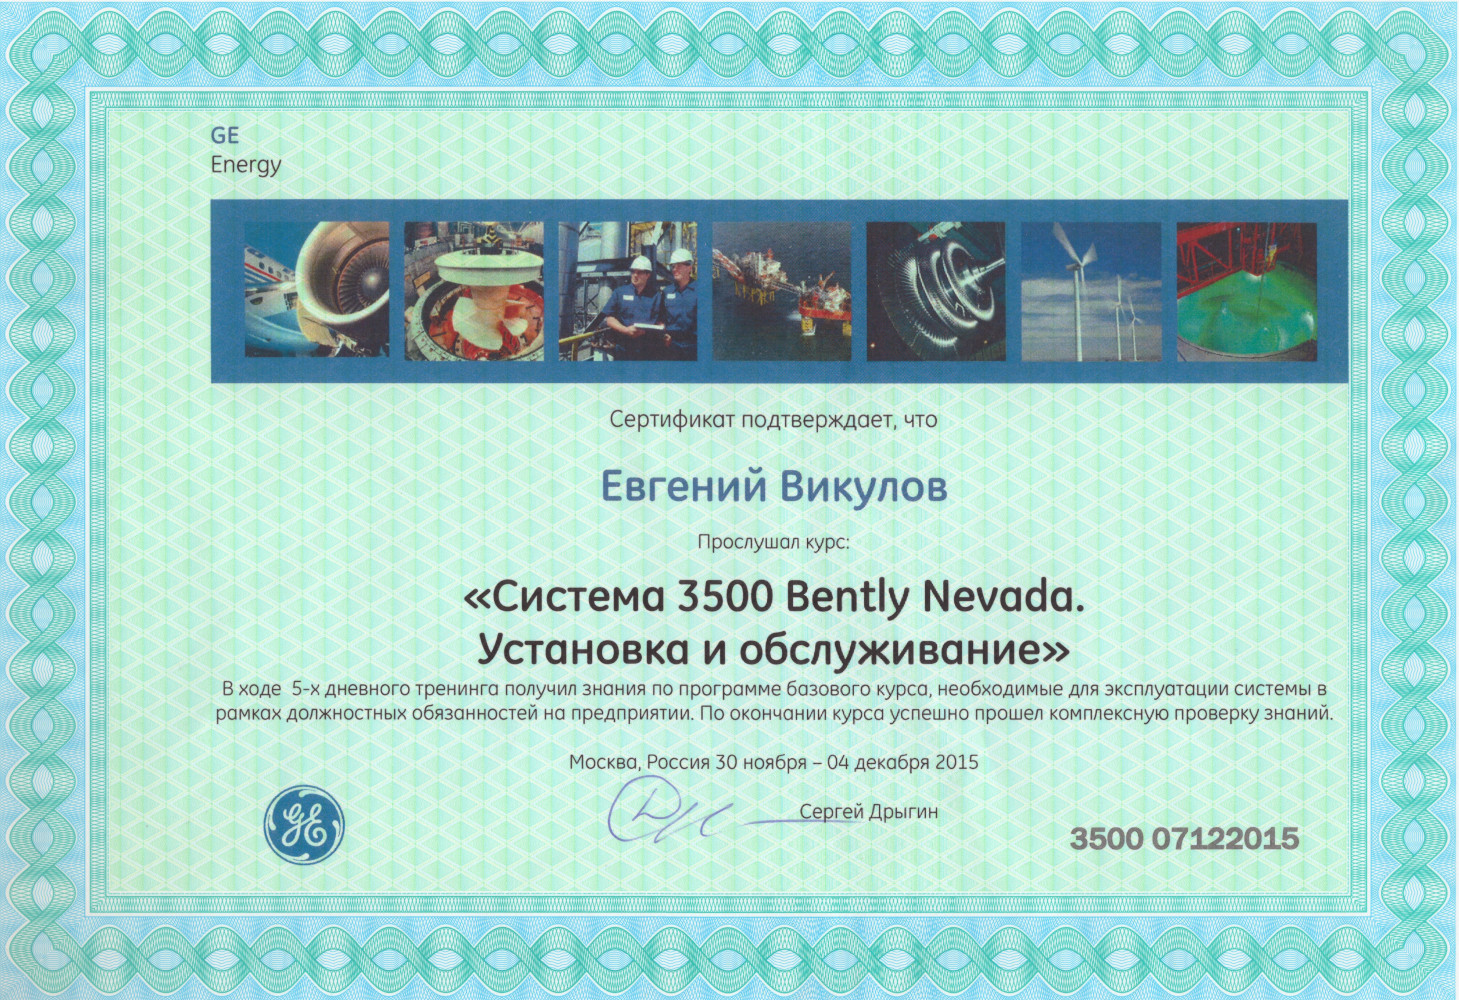 GE
Energy
Сертификат подтверждает, что
Евгений Викулов
Прослушал курс:
«Система 3500 Bently Nevada.
Установка и обслуживание»
В ходе 5-х дневного тренинга получил знания по программе базового курса, необходимые для эксплуатации системы в
рамках должностных обязанностей на предприятии. По окончании курса успешно прошел комплексную проверку знаний.
Москва, Россия 30 ноября – 04 декабря 2015
Сергей Дрыгин
GE
3500 07122015